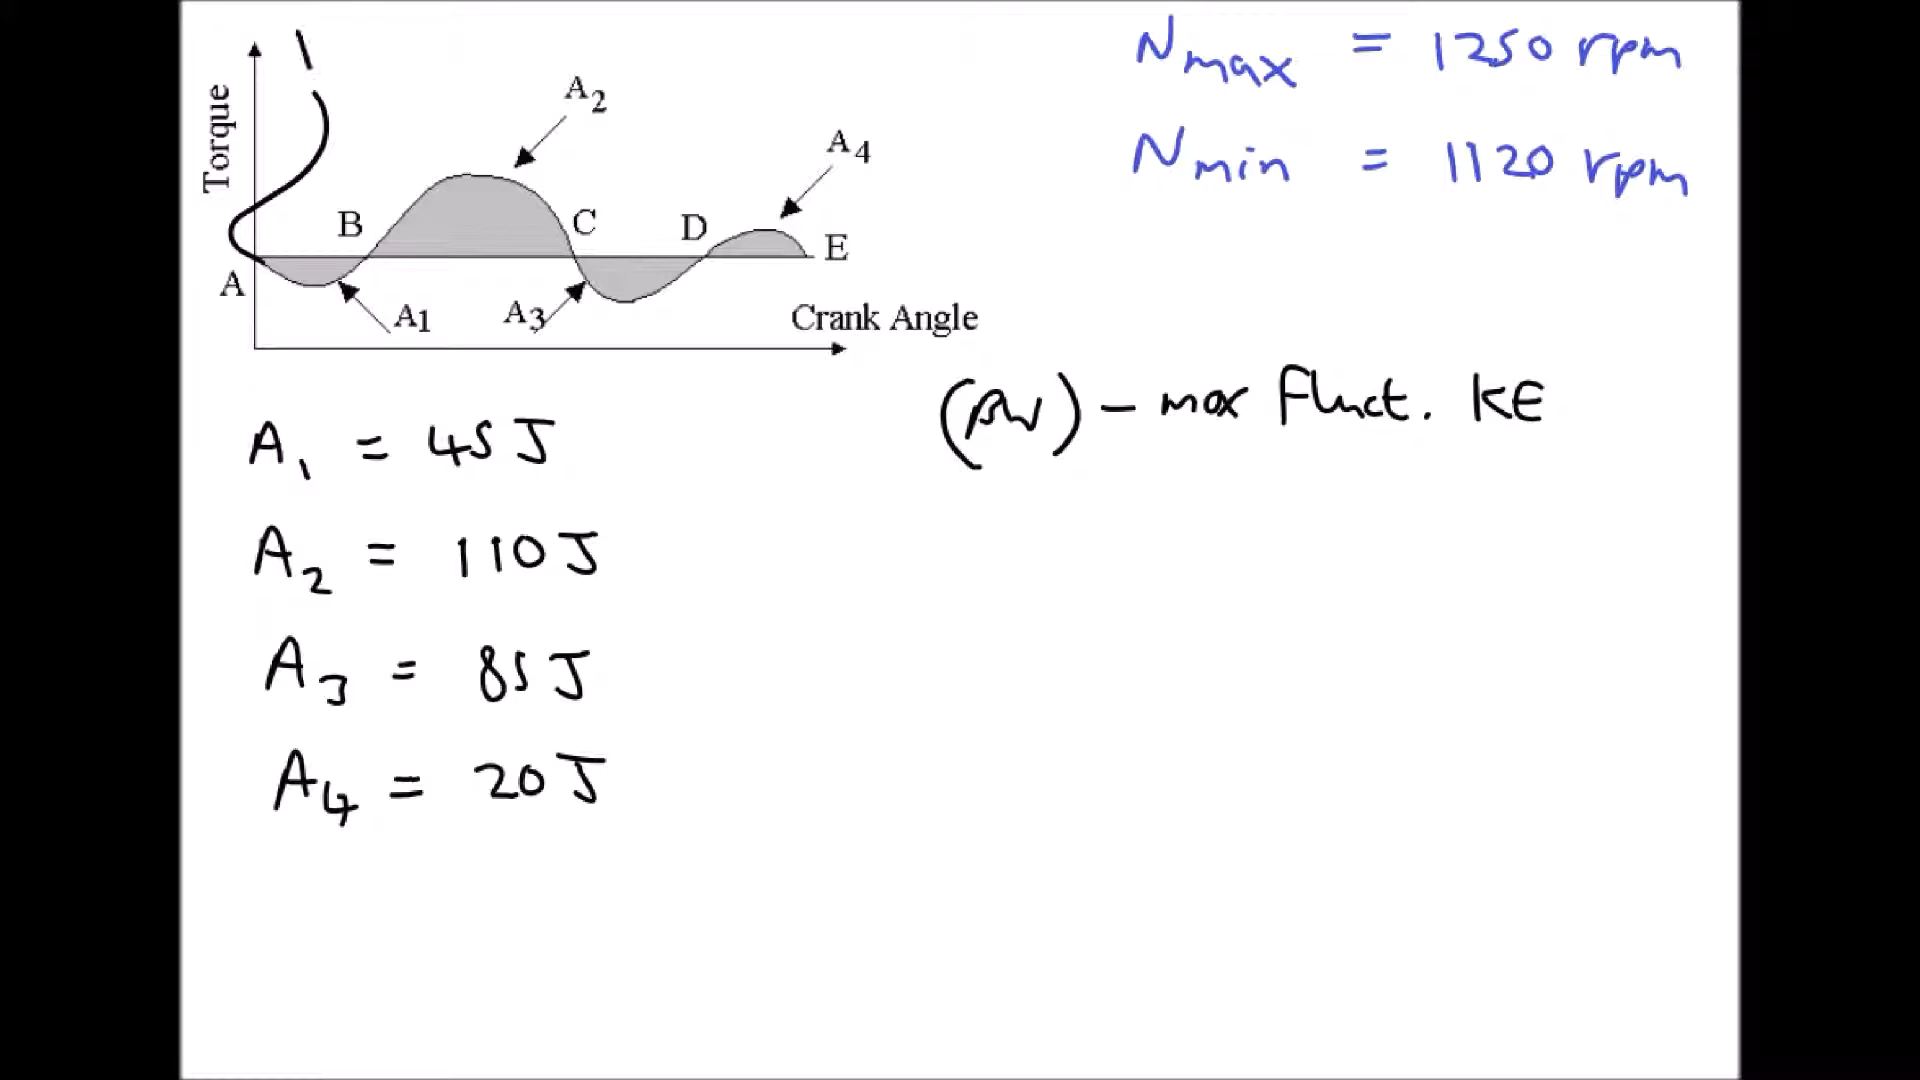 Torque
A
B
C
D
E
A1
A2
A3
A4
Crank Angle
Nmax = 1250 rpm
Nmin = 1120 rpm
(βW) - max Fluct. KE
A1 = 45 J
A2 = 110 J
A3 = 85 J
A4 = 20 J